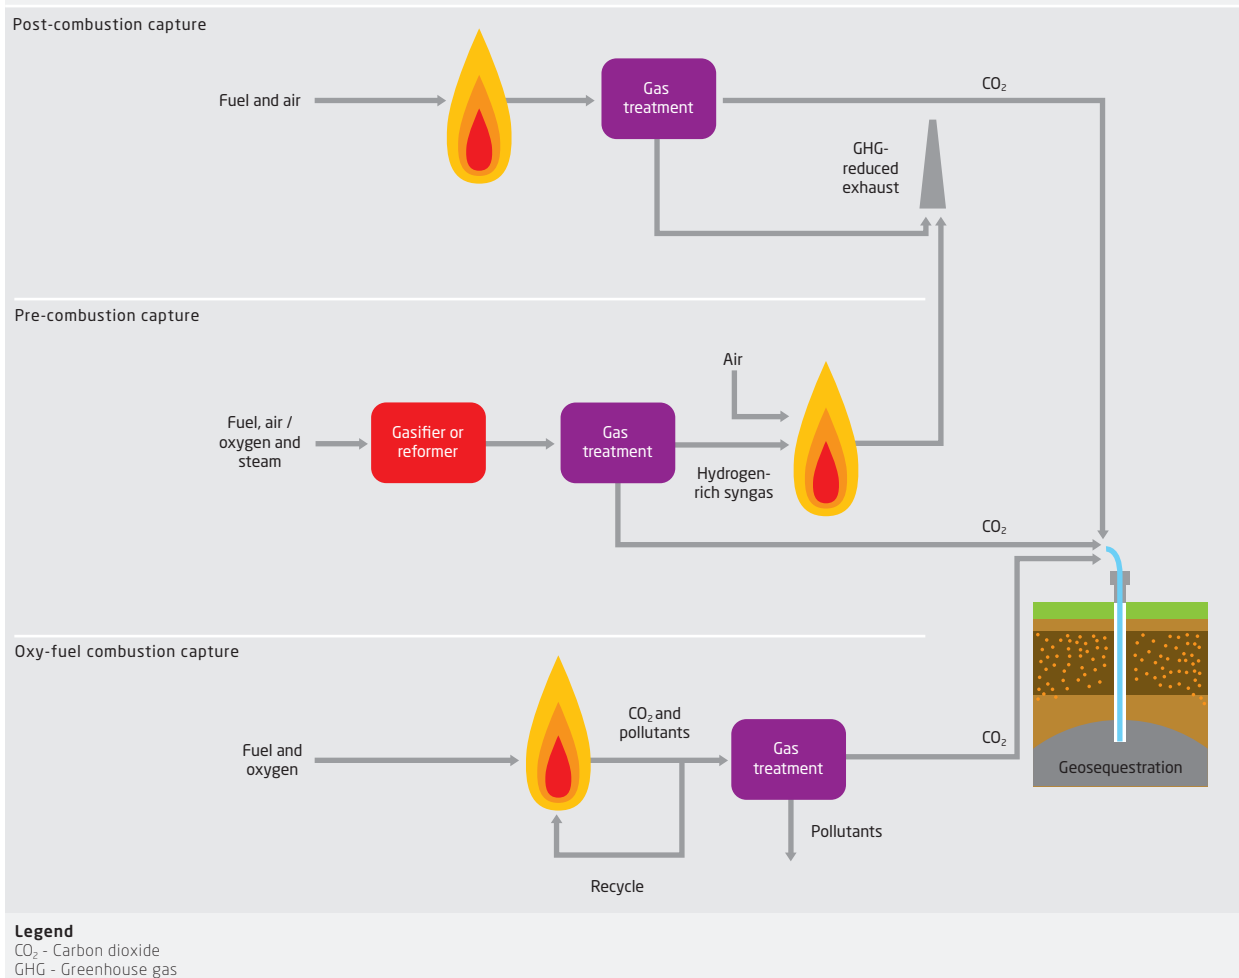 Post-combustion capture
Fuel and air
Gas
treatment
CO₂
GHG-
reduced
exhaust
Pre-combustion capture
Air
Fuel, air /
oxygen and
steam
Gasifier or
reformer
Gas
treatment
Hydrogen-
rich syngas
CO₂
Oxy-fuel combustion capture
Fuel and
oxygen
CO₂ and
pollutants
Gas
treatment
CO₂
Geosequestration
Pollutants
Recycle
Legend
CO₂ - Carbon dioxide
GHG - Greenhouse gas